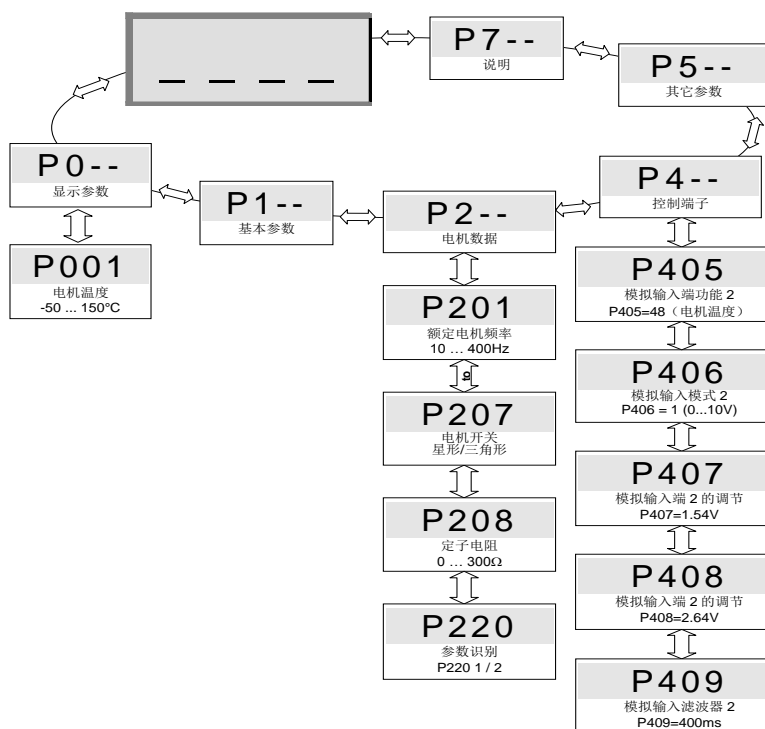 _ _ _ _
P7--
说明
P5--
其它参数
P0--
显示参数
P1--
基本参数
P2--
电机数据
P4--
控制端子
P001
电机温度
-50 ... 150°C
P201
额定电机频率
10 … 400Hz
to
P207
电机开关
星形/三角形
P208
定子电阻
0 … 300Ω
P220
参数识别
P220 1 / 2
P405
模拟输入端功能 2
P405=48（电机温度）
P406
模拟输入模式 2
P406 = 1 (0...10V)
P407
模拟输入端 2 的调节
P407=1.54V
P408
模拟输入端 2 的调节
P408=2.64V
P409
模拟输入滤波器 2
P409=400ms